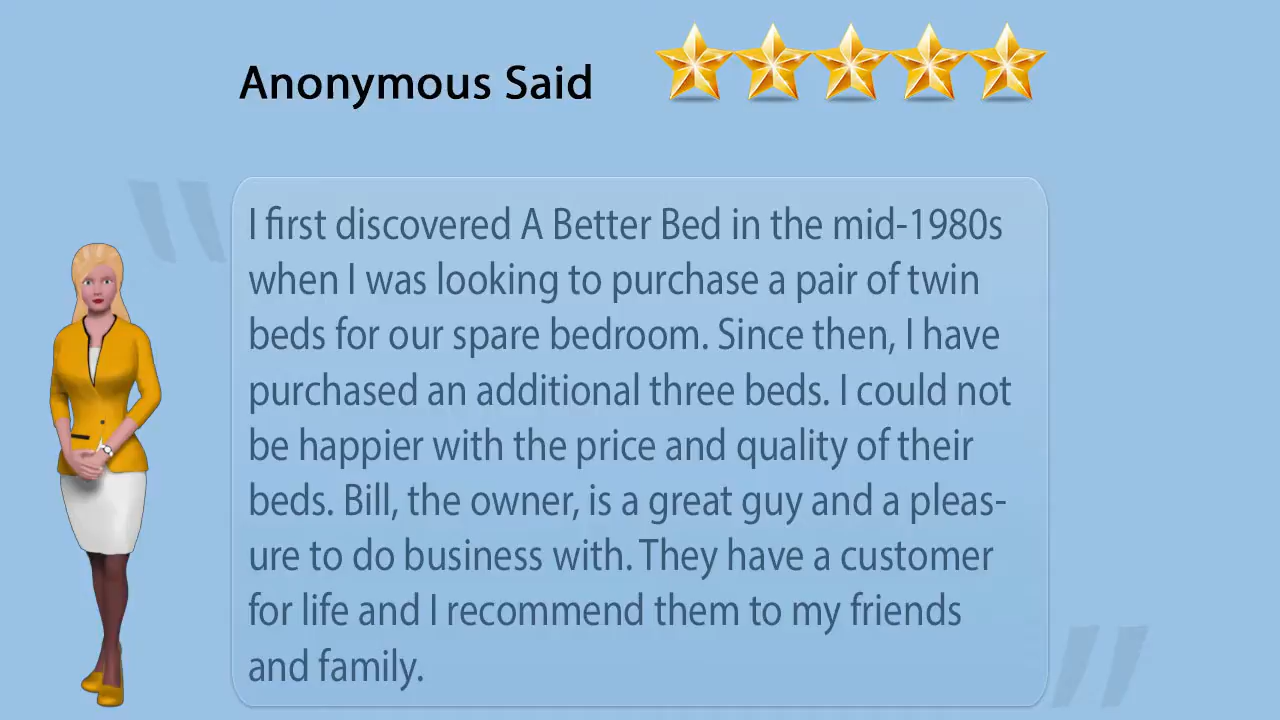 Anonymous Said
I first discovered A Better Bed in the mid-1980s
when I was looking to purchase a pair of twin
beds for our spare bedroom. Since then, I have
purchased an additional three beds. I could not
be happier with the price and quality of their
beds. Bill, the owner, is a great guy and a pleas-
ure to do business with. They have a customer
for life and I recommend them to my friends
and family.